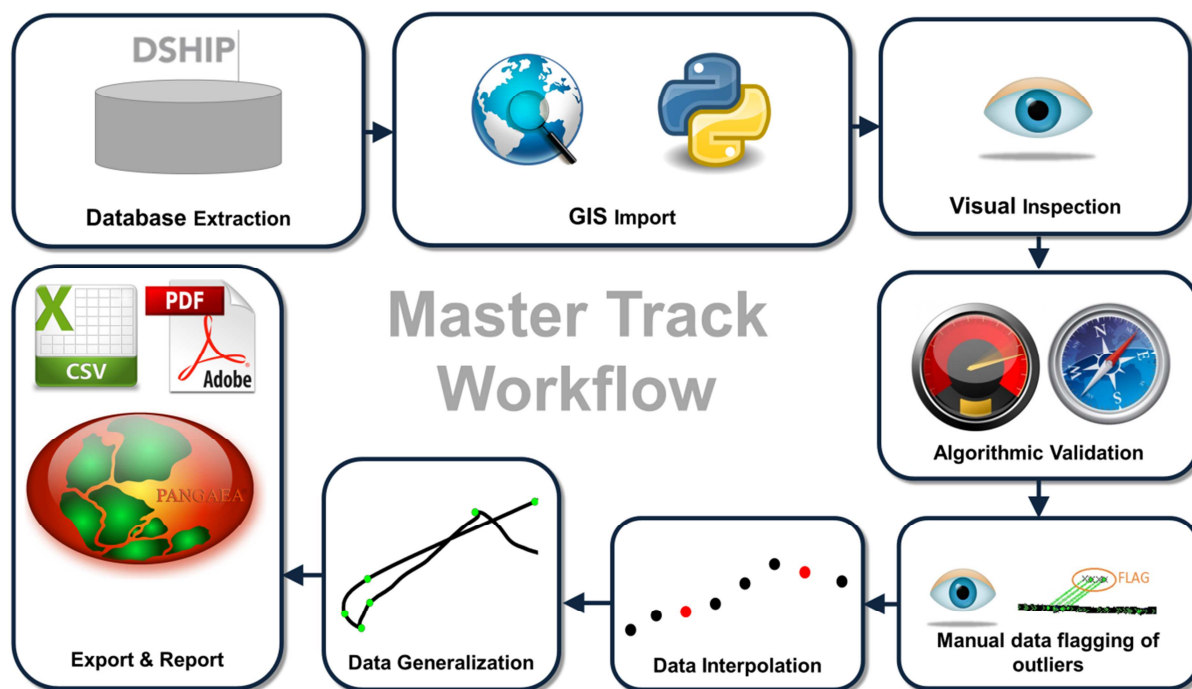 DSHIP
Database Extraction
GIS Import
Visual Inspection
Master Track
Workflow
N
E
S
W
Algorithmic Validation
FLAG
Manual data flagging of
outliers
Data Interpolation
Data Generalization
X
CSV
PDF
Adobe
PANGAEA
Export & Report